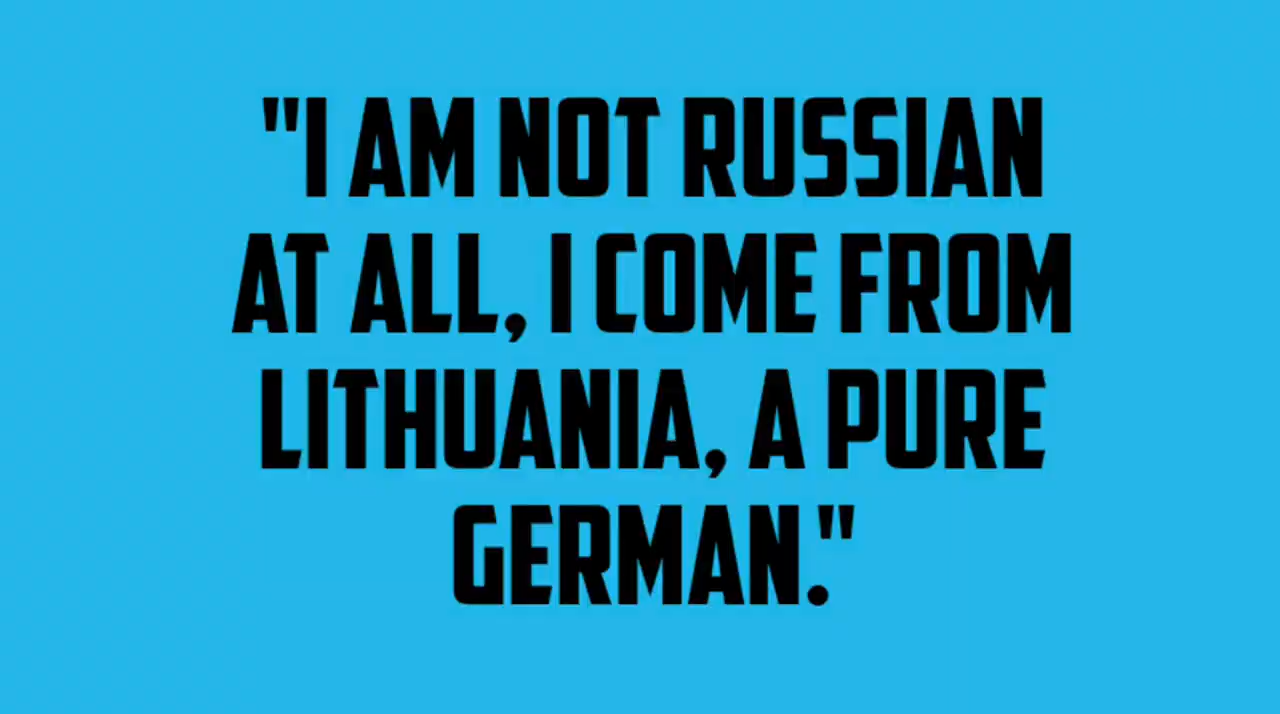 "I AM NOT RUSSIAN
AT ALL, I COME FROM
LITHUANIA, A PURE
GERMAN."